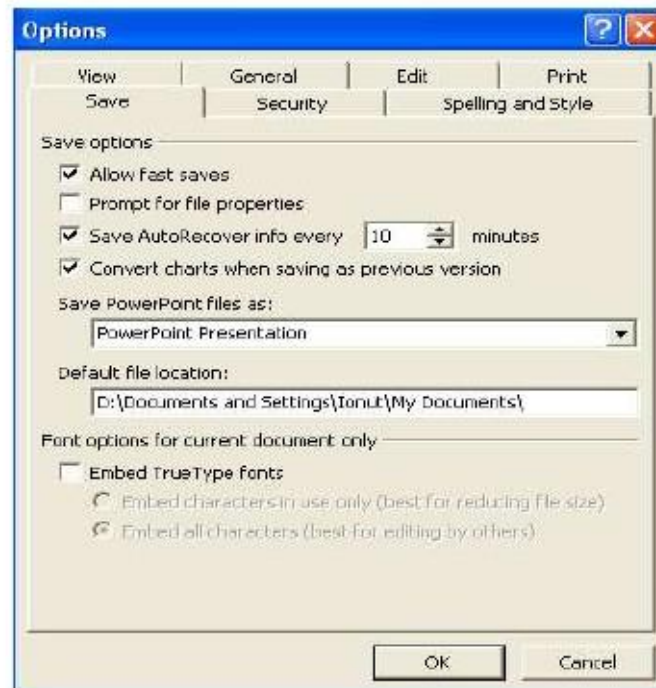 Options
View General Edit Print
Save Security Spelling and Style
Save options
Allow fast saves
Prompt for file properties
Save AutoRecover info every 10 minutes
Convert charts when saving as previous version
Save PowerPoint files as:
PowerPoint Presentation
Default file location:
D:\Documents and Settings\Ionut\My Documents\
Font options for current document only
Embed TrueType fonts
Embed characters in use only (best for reducing file size)
Embed all characters (best for editing by others)
OK Cancel